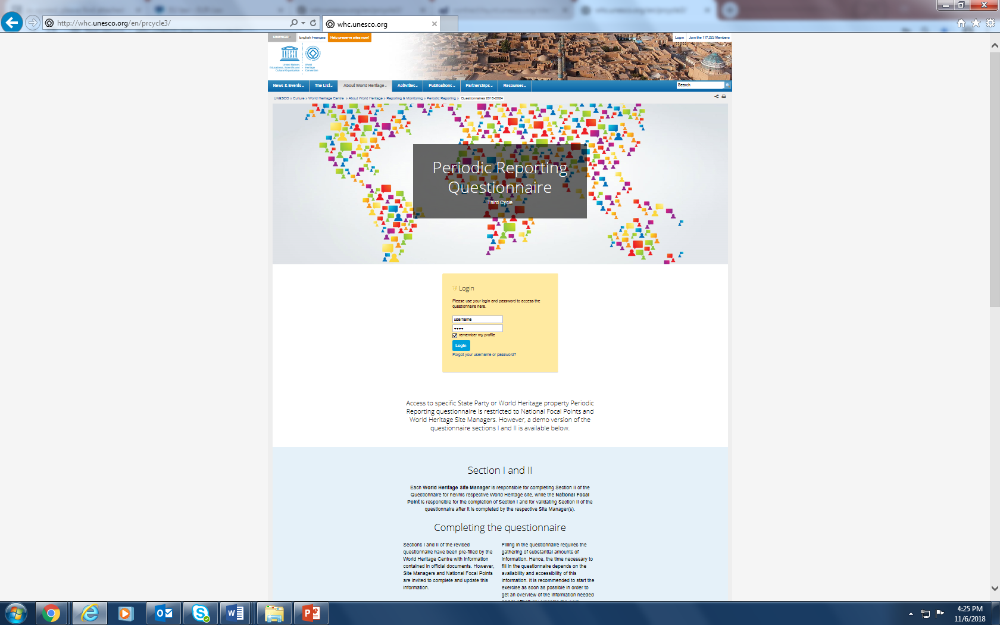 http://whc.unesco.org/en/prcycle3/
whc.unesco.org
UNESCO
English Francais
Help preserve sites now!
Login
Join the 117,223 Members
UNESCO
United Nations
Educational, Scientific and
Cultural Organization
World
Heritage
Convention
News & Events
The List
About World Heritage
Activities
Publications
Partnerships
Resources
Search
UNESCO » Culture » World Heritage Centre » About World Heritage » Reporting & Monitoring » Periodic Reporting » Questionnaires 2018-2024
Periodic Reporting
Questionnaire
Third Cycle
Login
Please use your login and password to access the
questionnaire here.
username
remember my profile
Login
Forgot your username or password?
Access to specific State Party or World Heritage property Periodic
Reporting questionnaire is restricted to National Focal Points and
World Heritage Site Managers. However, a demo version of the
questionnaire sections I and II is available below.
Section I and II
Each World Heritage Site Manager is responsible for completing Section II of the
Questionnaire for her/his respective World Heritage site, while the National Focal
Point is responsible for the completion of Section I and for validating Section II of the
questionnaire after it is completed by the respective Site Manager(s).
Completing the questionnaire
Sections I and II of the revised
questionnaire have been pre-filled by the
World Heritage Centre with information
contained in official documents. However,
Site Managers and National Focal Points
are invited to complete and update this
information.
Filling in the questionnaire requires the
gathering of substantial amounts of
information. Hence, the time necessary to
fill in the questionnaire depends on the
availability and accessibility of this
information. It is recommended to start the
exercise as soon as possible in order to
get an overview of the information needed
4:25 PM
11/6/2018